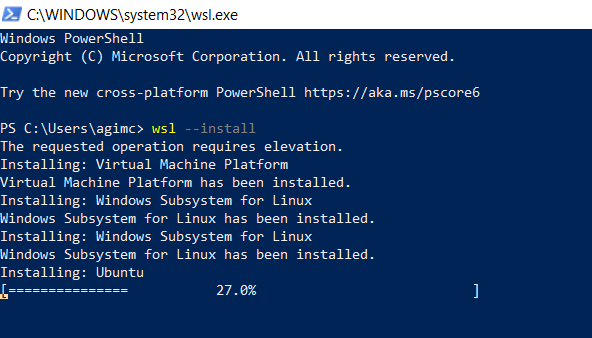 C:\WINDOWS\system32\wsl.exe
Windows PowerShell
Copyright (C) Microsoft Corporation. All rights reserved.
Try the new cross-platform PowerShell https://aka.ms/pscore6
PS C:\Users\agimc> wsl --install
The requested operation requires elevation.
Installing: Virtual Machine Platform
Virtual Machine Platform has been installed.
Installing: Windows Subsystem for Linux
Windows Subsystem for Linux has been installed.
Installing: Windows Subsystem for Linux
Windows Subsystem for Linux has been installed.
Installing: Ubuntu
[=============== 27.0% ]